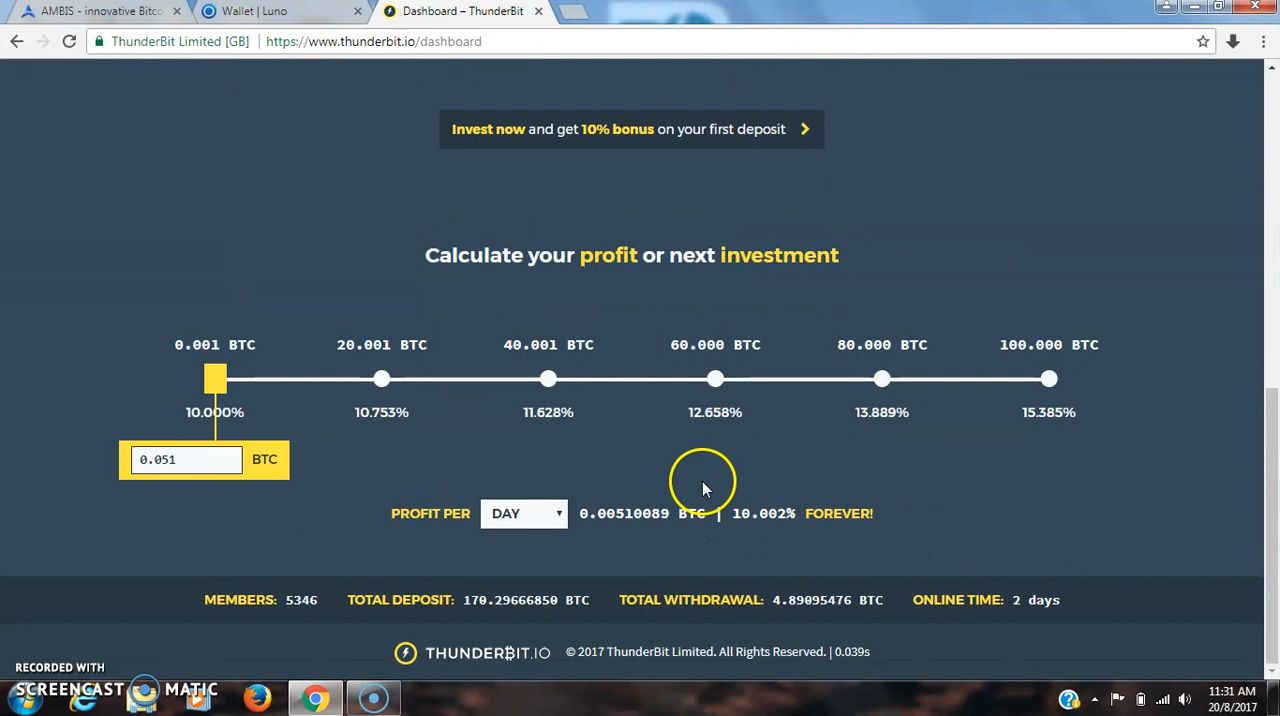 AMBIS - innovative Bitco
Wallet | Luno
Dashboard – ThunderBit
ThunderBit Limited [GB]
https://www.thunderbit.io/dashboard
Invest now and get 10% bonus on your first deposit
Calculate your profit or next investment
0.001 BTC 20.001 BTC 40.001 BTC 60.000 BTC 80.000 BTC 100.000 BTC
10.000% 10.753% 11.628% 12.658% 13.889% 15.385%
0.051 BTC
PROFIT PER DAY 0.00510089 BTC | 10.002% FOREVER!
MEMBERS: 5346 TOTAL DEPOSIT: 170.29666850 BTC TOTAL WITHDRAWAL: 4.89095476 BTC ONLINE TIME: 2 days
THUNDERBIT.IO © 2017 ThunderBit Limited. All Rights Reserved. | 0.039s
RECORDED WITH
SCREENCAST MATIC
11:31 AM
20/8/2017